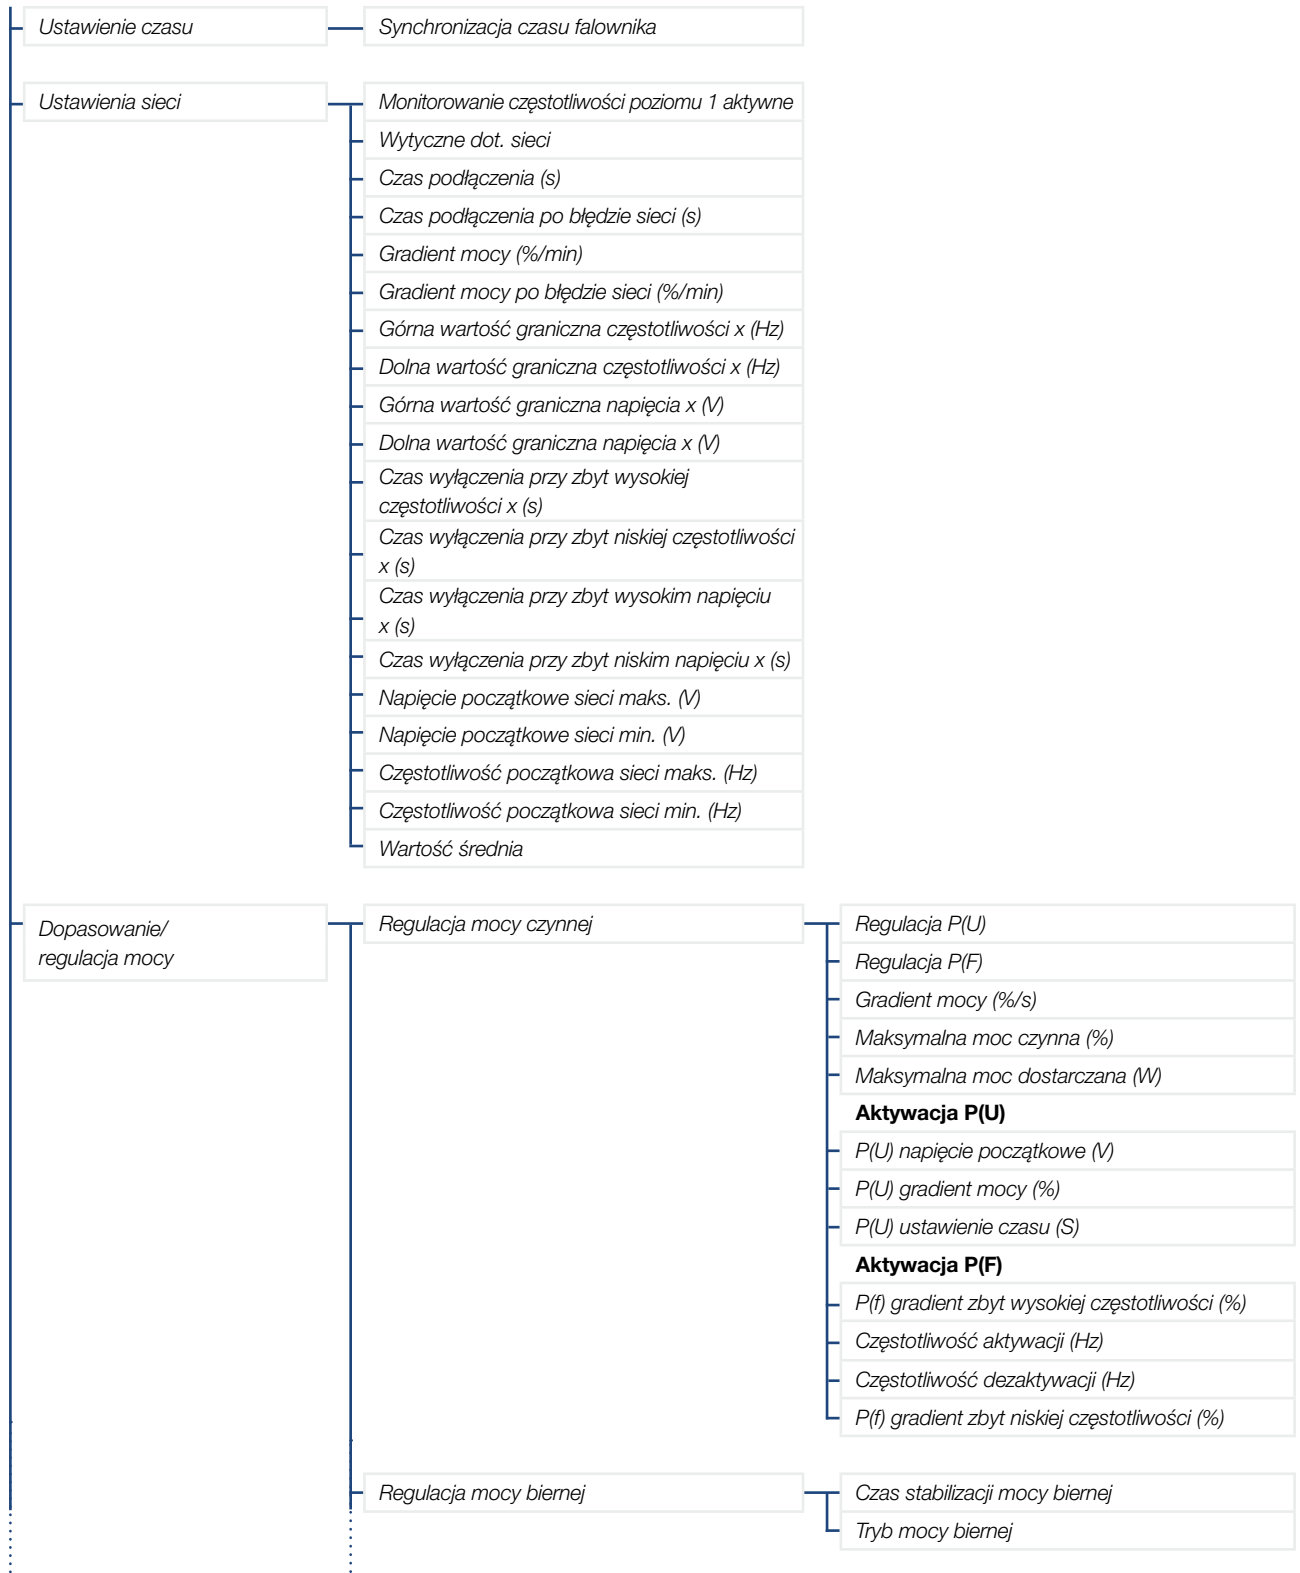 Ustawienie czasu
Synchronizacja czasu falownika
Ustawienia sieci
Monitorowanie częstotliwości poziomu 1 aktywne
Wytyczne dot. sieci
Czas podłączenia (s)
Czas podłączenia po błędzie sieci (s)
Gradient mocy (%/min)
Gradient mocy po błędzie sieci (%/min)
Górna wartość graniczna częstotliwości x (Hz)
Dolna wartość graniczna częstotliwości x (Hz)
Górna wartość graniczna napięcia x (V)
Dolna wartość graniczna napięcia x (V)
Czas wyłączenia przy zbyt wysokiej
częstotliwości x (s)
Czas wyłączenia przy zbyt niskiej częstotliwości
x (s)
Czas wyłączenia przy zbyt wysokim napięciu
x (s)
Czas wyłączenia przy zbyt niskim napięciu x (s)
Napięcie początkowe sieci maks. (V)
Napięcie początkowe sieci min. (V)
Częstotliwość początkowa sieci maks. (Hz)
Częstotliwość początkowa sieci min. (Hz)
Wartość średnia
Dopasowanie/
regulacja mocy
Regulacja mocy czynnej
Regulacja P(U)
Regulacja P(F)
Gradient mocy (%/s)
Maksymalna moc czynna (%)
Maksymalna moc dostarczana (W)
Aktywacja P(U)
P(U) napięcie początkowe (V)
P(U) gradient mocy (%)
P(U) ustawienie czasu (S)
Aktywacja P(F)
P(f) gradient zbyt wysokiej częstotliwości (%)
Częstotliwość aktywacji (Hz)
Częstotliwość dezaktywacji (Hz)
P(f) gradient zbyt niskiej częstotliwości (%)
Regulacja mocy biernej
Czas stabilizacji mocy biernej
Tryb mocy biernej